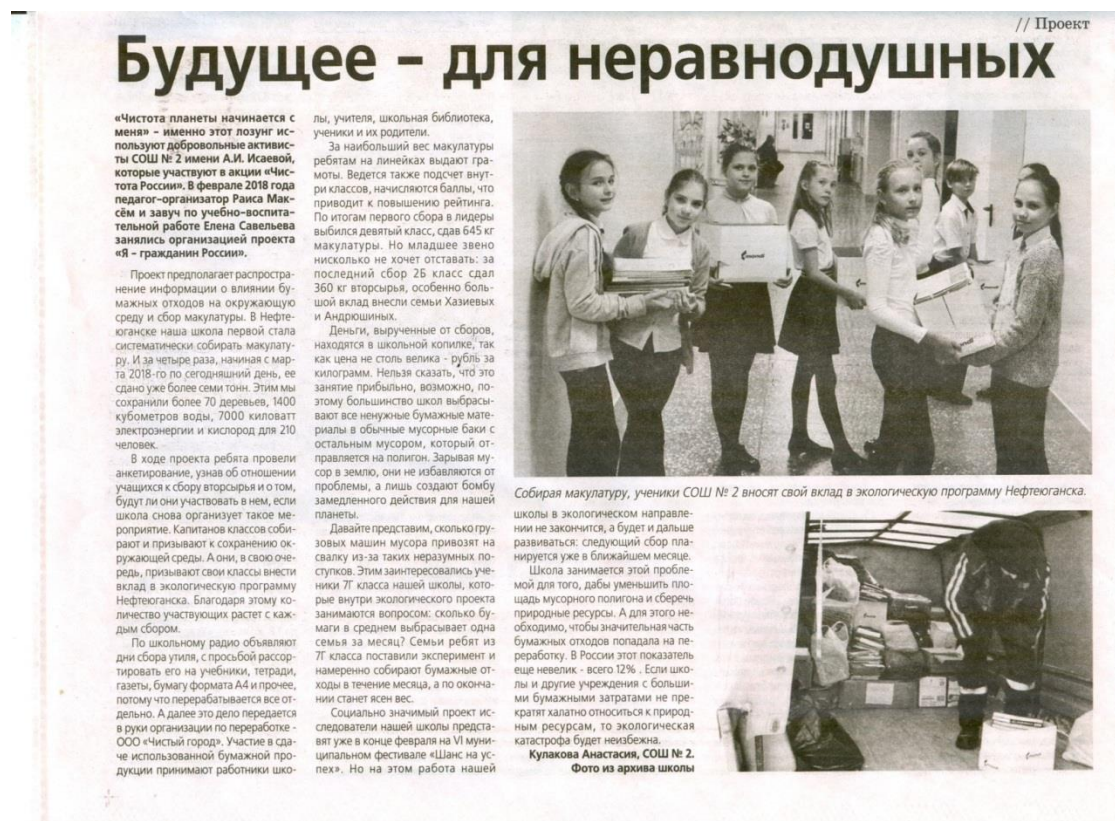 // Проект
Будущее – для неравнодушных
«Чистота планеты начинается с
меня» – именно этот лозунг ис-
пользуют добровольные активис-
ты СОШ № 2 имени А.И. Исаевой,
которые участвуют в акции «Чис-
тота России». В феврале 2018 года
педагог-организатор Раиса Мак-
сём и завуч по учебно-воспита-
тельной работе Елена Савельева
занялись организацией проекта
«Я – гражданин России».
Проект предполагает распростра-
нение информации о влиянии бу-
мажных отходов на окружающую
среду и сбор макулатуры. В Нефте-
юганске наша школа первой стала
систематически собирать макулату-
ру. И за четыре раза, начиная с мар-
та 2018-го по сегодняшний день, ее
сдано уже более семи тонн. Этим мы
сохранили более 70 деревьев, 1400
кубометров воды, 7000 киловатт
электроэнергии и кислород для 210
человек.
В ходе проекта ребята провели
анкетирование, узнав об отношении
учащихся к сбору вторсырья и о том,
будут ли они участвовать в нем, если
школа снова организует такое ме-
роприятие. Капитанов классов соби-
рают и призывают к сохранению ок-
ружающей среды. А они, в свою оче-
редь, призывают свои классы внести
вклад в экологическую программу
Нефтеюганска. Благодаря этому ко-
личество участвующих растет с каж-
дым сбором.
По школьному радио объявляют
дни сбора утиля, с просьбой рассор-
тировать его на учебники, тетради,
газеты, бумагу формата А4 и прочее,
потому что перерабатывается все от-
дельно. А далее это дело передается
в руки организации по переработке -
ООО «Чистый город». Участие в сда-
че использованной бумажной про-
дукции принимают работники шко-
лы, учителя, школьная библиотека,
ученики и их родители.
За наибольший вес макулатуры
ребятам на линейках выдают гра-
моты. Ведется также подсчет внут-
ри классов, начисляются баллы, что
приводит к повышению рейтинга.
По итогам первого сбора в лидеры
выбился девятый класс, сдав 645 кг
макулатуры. Но младшее звено
нисколько не хочет отставать: за
последний сбор 2Б класс сдал
360 кг вторсырья, особенно боль-
шой вклад внесли семьи Хазиевых
и Андрюшиных.
Деньги, вырученные от сборов,
находятся в школьной копилке, так
как цена не столь велика - рубль за
килограмм. Нельзя сказать, что это
занятие прибыльно, возможно, по-
этому большинство школ выбрасы-
вают все ненужные бумажные мате-
риалы в обычные мусорные баки с
остальным мусором, который от-
правляется на полигон. Зарывая му-
сор в землю, они не избавляются от
проблемы, а лишь создают бомбу
замедленного действия для нашей
планеты.
Давайте представим, сколько гру-
зовых машин мусора привозят на
свалку из-за таких неразумных по-
ступков. Этим заинтересовались уче-
ники 7Г класса нашей школы, кото-
рые внутри экологического проекта
занимаются вопросом: сколько бу-
маги в среднем выбрасывает одна
семья за месяц? Семьи ребят из
7Г класса поставили эксперимент и
намеренно собирают бумажные от-
ходы в течение месяца, а по оконча-
нии станет ясен вес.
Социально значимый проект ис-
следователи нашей школы предста-
вят уже в конце февраля на VI муни-
ципальном фестивале «Шанс на ус-
пех». Но на этом работа нашей
Собирая макулатуру, ученики СОШ № 2 вносят свой вклад в экологическую программу Нефтеюганска.
школы в экологическом направле-
нии не закончится, а будет и дальше
развиваться: следующий сбор пла-
нируется уже в ближайшем месяце.
Школа занимается этой пробле-
мой для того, дабы уменьшить пло-
щадь мусорного полигона и сберечь
природные ресурсы. А для этого не-
обходимо, чтобы значительная часть
бумажных отходов попадала на пе-
реработку. В России этот показатель
еще невелик - всего 12% . Если шко-
лы и другие учреждения с больши-
ми бумажными затратами не пре-
кратят халатно относиться к природ-
ным ресурсам, то экологическая
катастрофа будет неизбежна.
Кулакова Анастасия, СОШ № 2.
Фото из архива школы